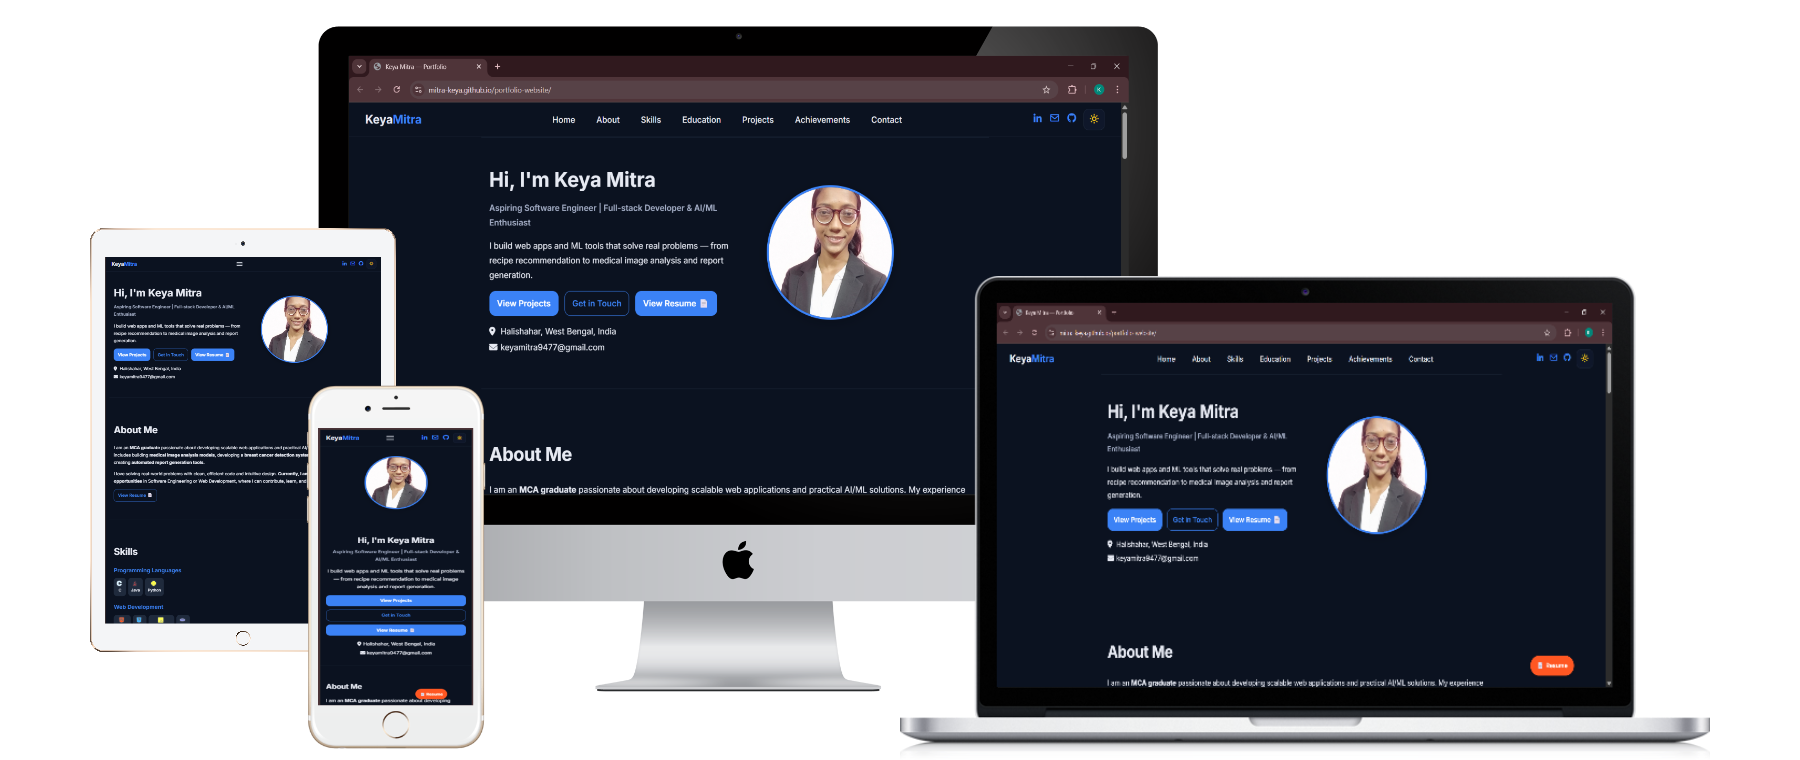 Keya Mitra — Portfolio
mitra-keya.github.io/portfolio-website/
K
KeyaMitra
Home About Skills Education Projects Achievements Contact
Hi, I'm Keya Mitra
Aspiring Software Engineer | Full-stack Developer & AI/ML
Enthusiast
I build web apps and ML tools that solve real problems — from
recipe recommendation to medical image analysis and report
generation.
View Projects Get in Touch View Resume
Halishahar, West Bengal, India
keyamitra9477@gmail.com
About Me
I am an MCA graduate passionate about developing scalable web applications and practical AI/ML solutions. My experience
KeyaMitra
Hi, I'm Keya Mitra
Aspiring Software Engineer | Full-stack Developer & AI/ML
Enthusiast
I build web apps and ML tools that solve real problems — from
recipe recommendation to medical image analysis and report
generation.
View Projects Get in Touch View Resume
Halishahar, West Bengal, India
keyamitra9477@gmail.com
About Me
I am an MCA graduate passionate about developing scalable web applications and practical AI/
includes building medical image analysis models, developing a breast cancer detection system
creating automated report generation tools.
I love solving real-world problems with clean, efficient code and intuitive design. Currently, I am
opportunities in Software Engineering or Web Development, where I can contribute, learn, and
View Resume
Skills
Programming Languages
C Java Python
Web Development
KeyaMitra
Hi, I'm Keya Mitra
Aspiring Software Engineer | Full-stack Developer &
AI/ML Enthusiast
I build web apps and ML tools that solve real problems
— from recipe recommendation to medical image
analysis and report generation.
View Projects
Get in Touch
View Resume
Halishahar, West Bengal, India
keyamitra9477@gmail.com
About Me
Resume
I am an MCA graduate passionate about developing
Keya Mitra — Portfolio
mitra-keya.github.io/portfolio-website/
KeyaMitra
Home About Skills Education Projects Achievements Contact
Hi, I'm Keya Mitra
Aspiring Software Engineer | Full-stack Developer & AI/ML
Enthusiast
I build web apps and ML tools that solve real problems — from
recipe recommendation to medical image analysis and report
generation.
View Projects Get in Touch View Resume
Halishahar, West Bengal, India
keyamitra9477@gmail.com
About Me
Resume
I am an MCA graduate passionate about developing scalable web applications and practical AI/ML solutions. My experience